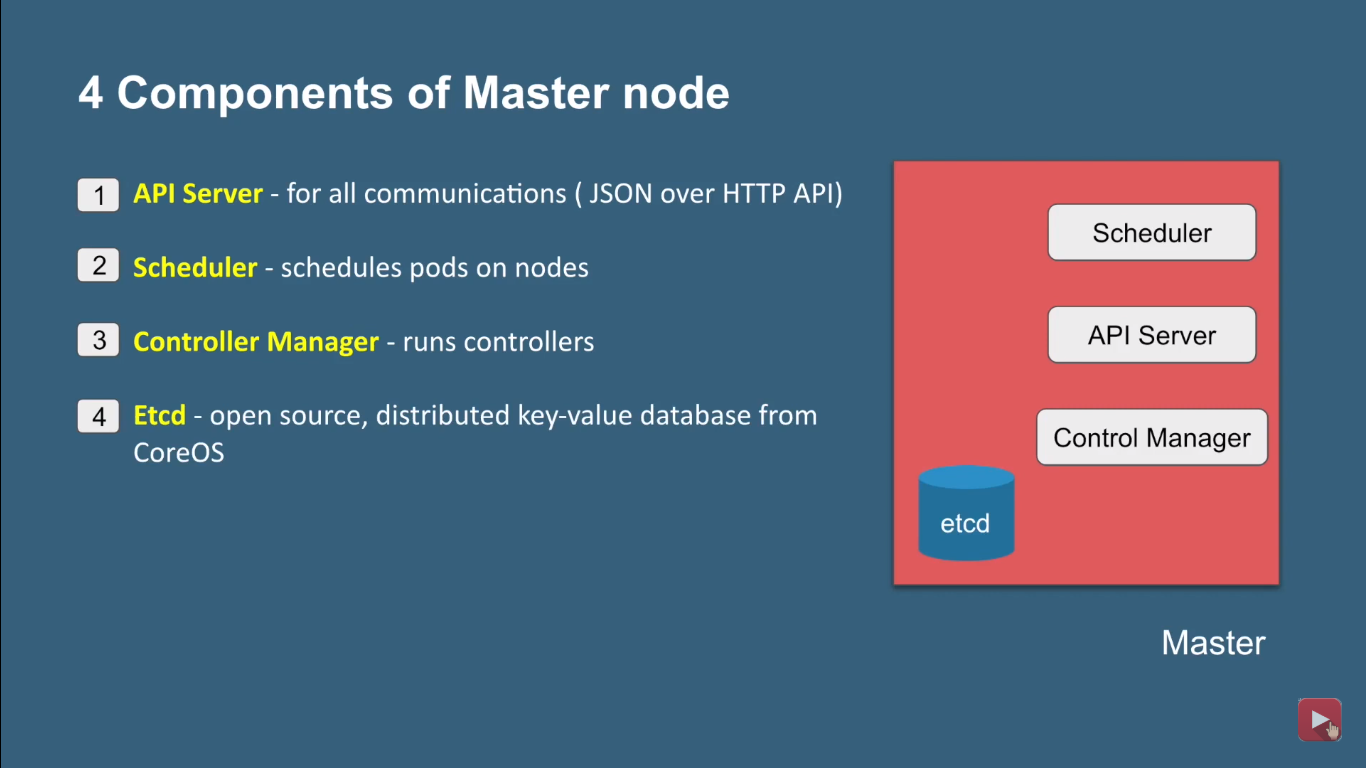 4 Components of Master node
1 API Server - for all communications ( JSON over HTTP API)
2 Scheduler - schedules pods on nodes
3 Controller Manager - runs controllers
4 Etcd - open source, distributed key-value database from
CoreOS
Scheduler
API Server
Control Manager
etcd
Master